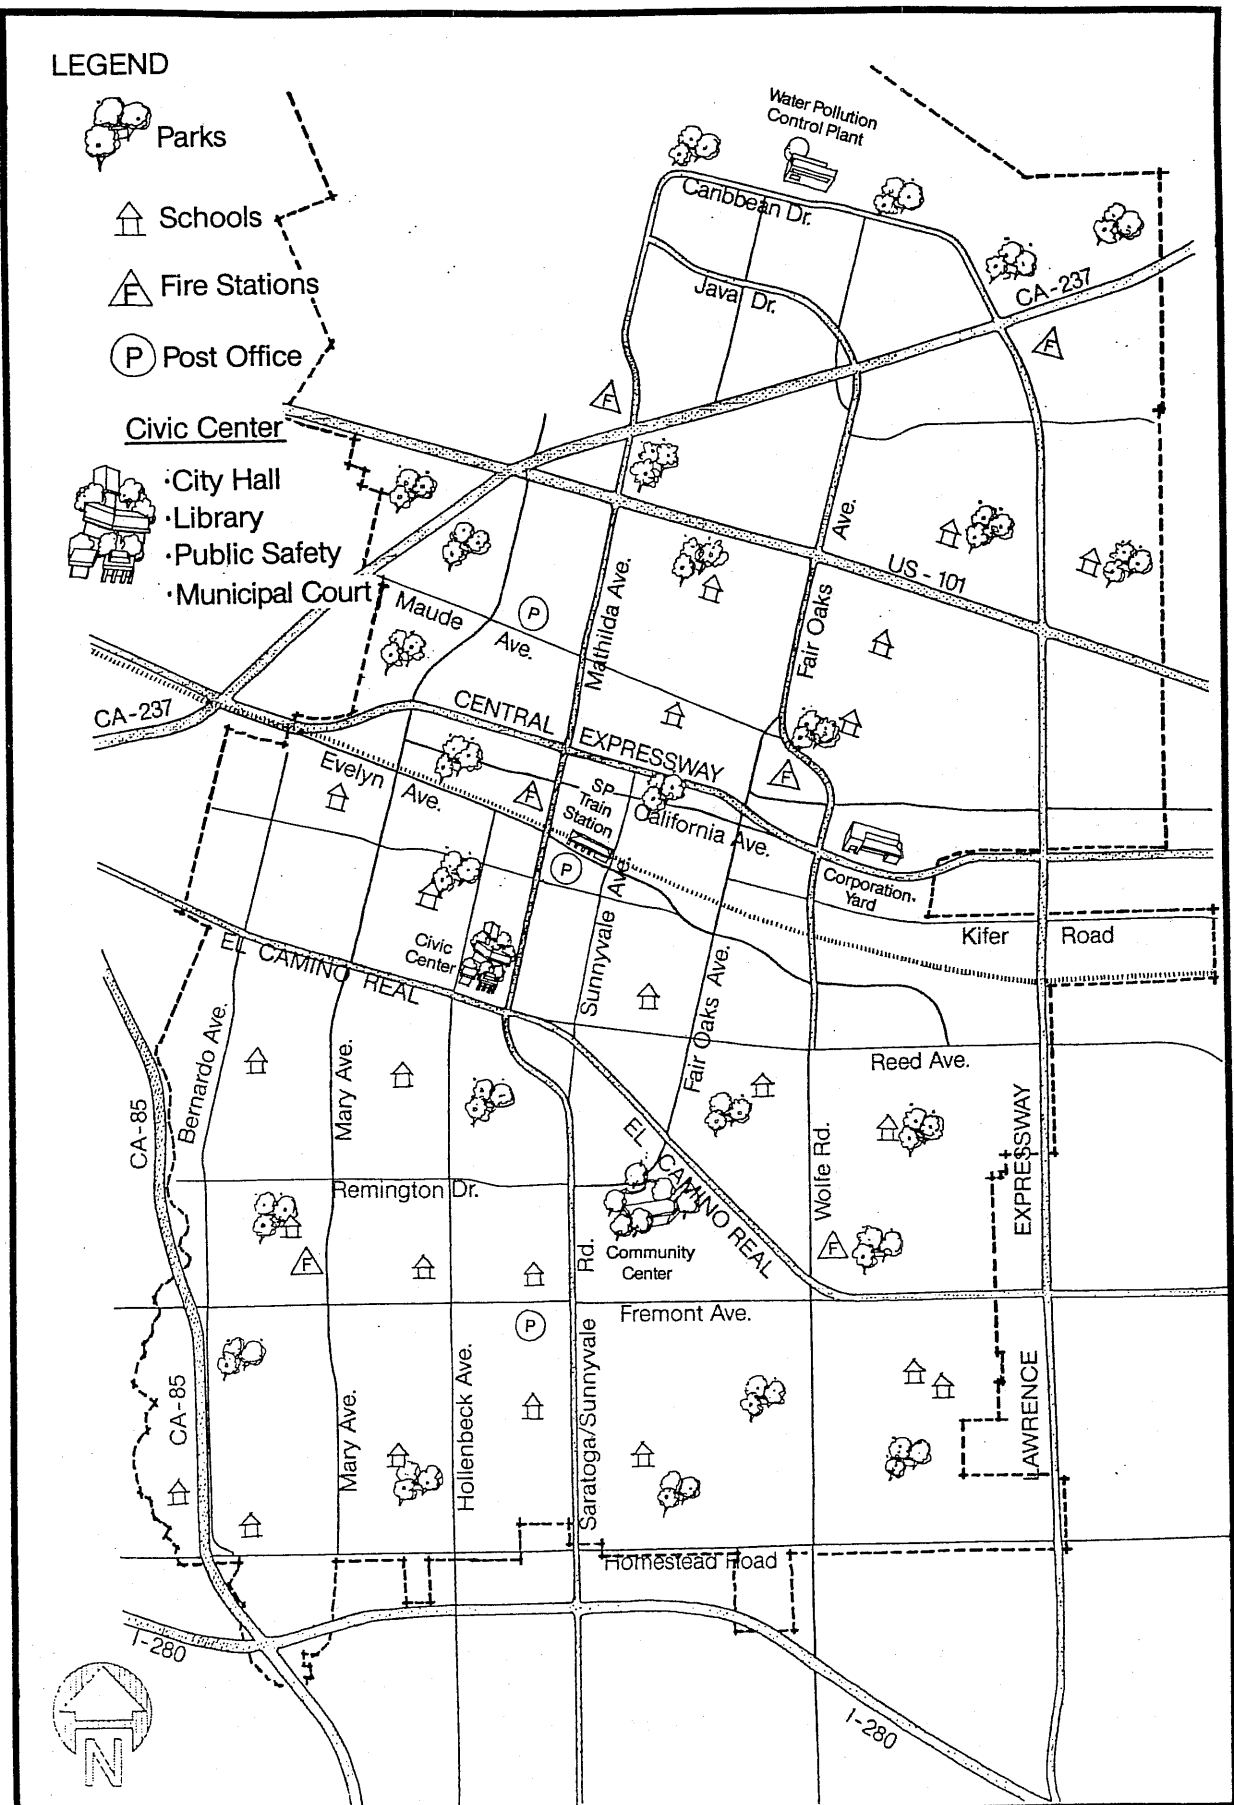 LEGEND
Parks
Schools
F Fire Stations
P Post Office
Civic Center
·City Hall
·Library
·Public Safety
·Municipal Court
Water Pollution
Control Plant
Caribbean Dr.
Java Dr.
CA-237
F
F
Ave.
US-101
Maude Ave.
P
Mathilda Ave.
Fair Oaks
CA-237
CENTRAL EXPRESSWAY
Evelyn Ave.
F
SP
Train
Station
F
California Ave.
P
Corporation
Yard
Kifer Road
Civic
Center
Sunnyvale Ave.
EL CAMINO REAL
Fair Oaks Ave.
Reed Ave.
Bernardo Ave.
Mary Ave.
CA-85
EL CAMINO REAL
Wolfe Rd.
EXPRESSWAY
Remington Dr.
F
Community
Center
Rd.
F
Fremont Ave.
P
CA-85
Mary Ave.
Hollenbeck Ave.
Saratoga/Sunnyvale
LAWRENCE
Homestead Road
I-280
I-280
N